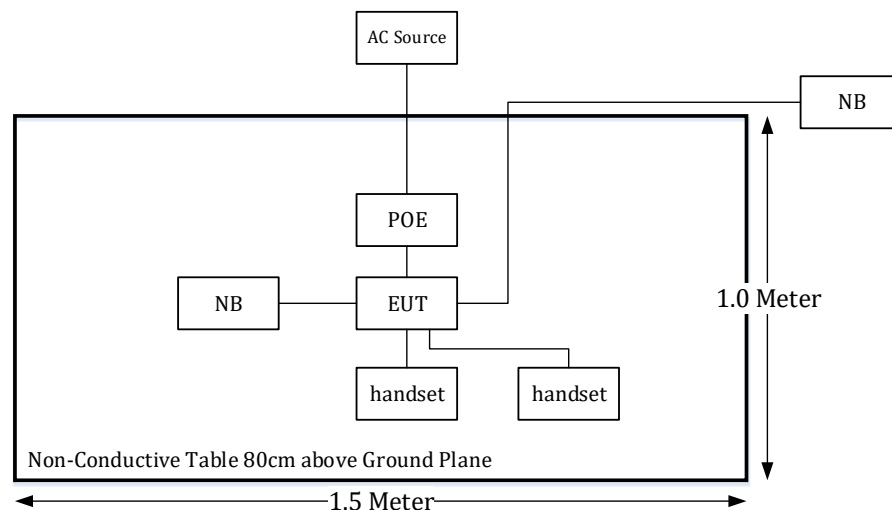 AC Source
NB
POE
NB
EUT
1.0 Meter
handset
handset
Non-Conductive Table 80cm above Ground Plane
1.5 Meter